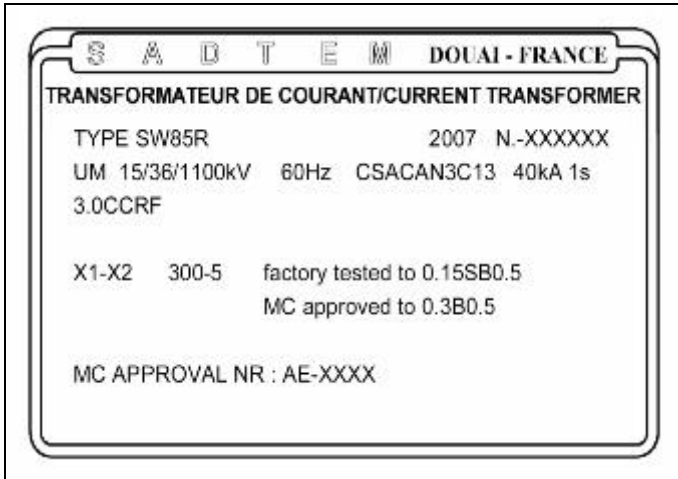 SADTEM DOUAI - FRANCE
TRANSFORMATEUR DE COURANT/CURRENT TRANSFORMER
TYPE SW85R 2007 N.-XXXXXX
UM 15/36/1100kV 60Hz CSACAN3C13 40kA 1s
3.0CCRF
X1-X2 300-5 factory tested to 0.15SB0.5
MC approved to 0.3B0.5
MC APPROVAL NR : AE-XXXX